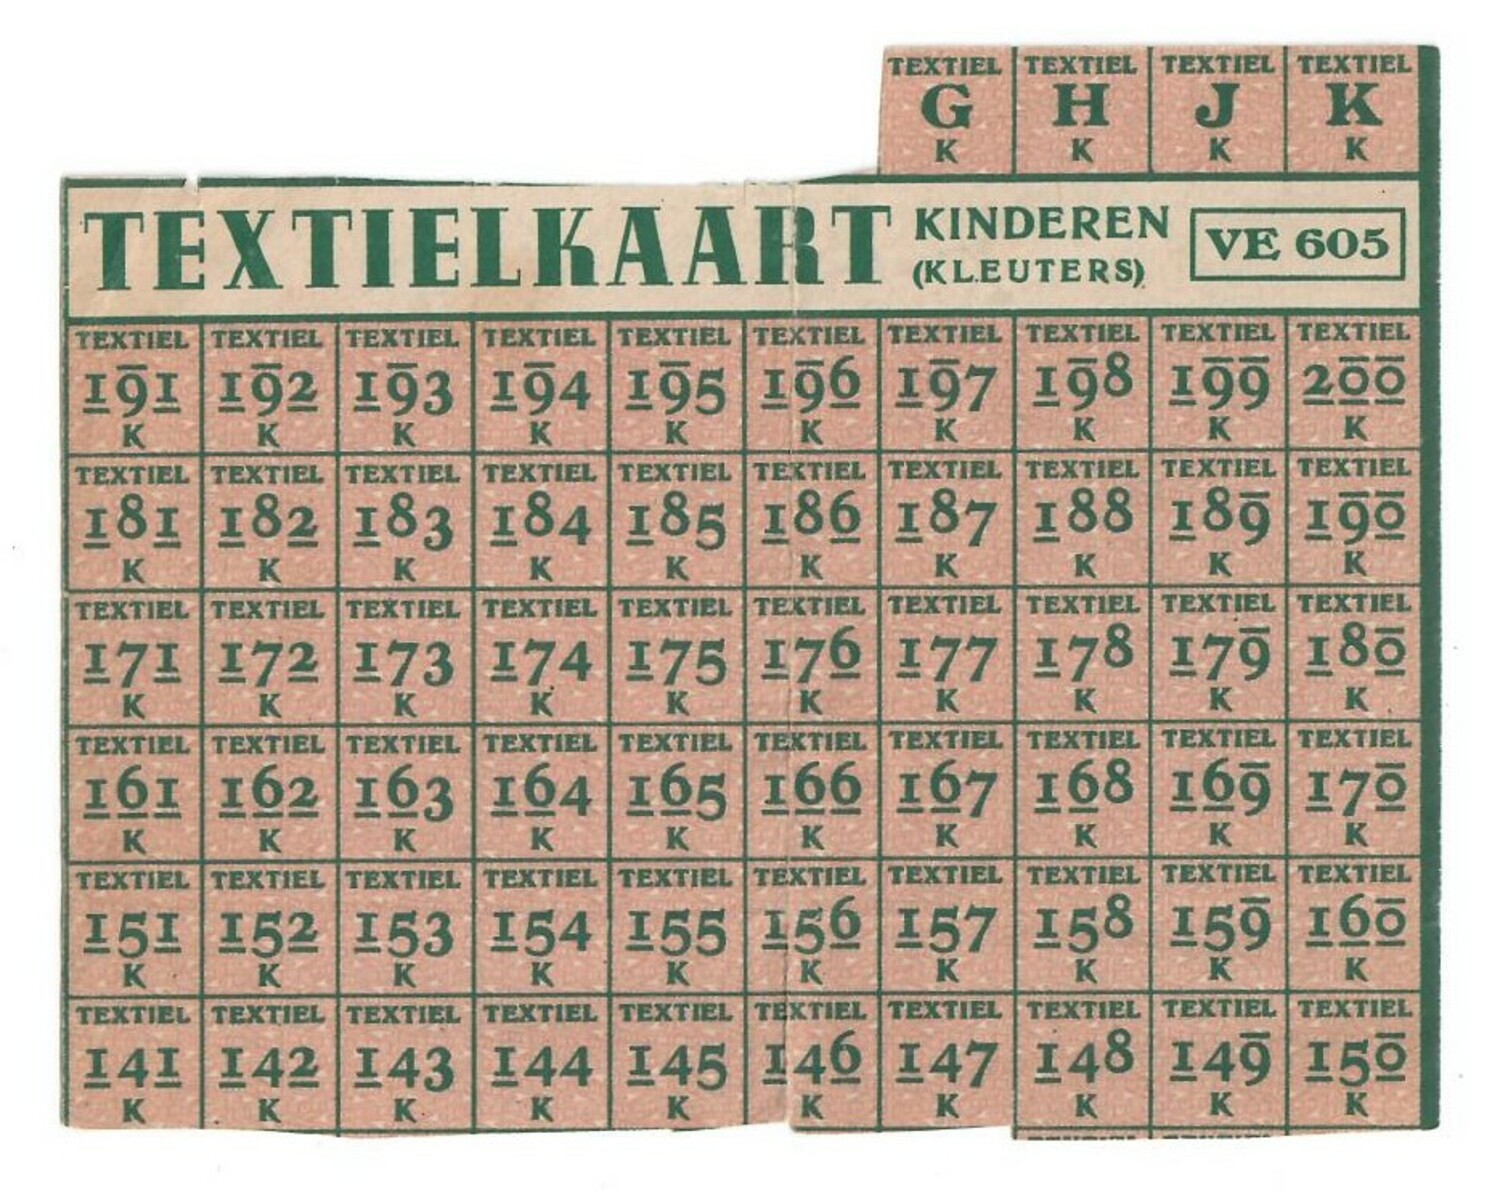 TEXTIEL TEXTIEL TEXTIEL TEXTIEL
G H J K
K K K K
TEXTIELKAART KINDEREN VE 605
(KLEUTERS)
TEXTIEL TEXTIEL TEXTIEL TEXTIEL TEXTIEL TEXTIEL TEXTIEL TEXTIEL TEXTIEL TEXTIEL
191 192 193 194 195 196 197 198 199 200
K K K K K K K K K K
TEXTIEL TEXTIEL TEXTIEL TEXTIEL TEXTIEL TEXTIEL TEXTIEL TEXTIEL TEXTIEL TEXTIEL
181 182 183 184 185 186 187 188 189 190
K K K K K K K K K K
TEXTIEL TEXTIEL TEXTIEL TEXTIEL TEXTIEL TEXTIEL TEXTIEL TEXTIEL TEXTIEL TEXTIEL
171 172 173 174 175 176 177 178 179 180
K K K K K K K K K K
TEXTIEL TEXTIEL TEXTIEL TEXTIEL TEXTIEL TEXTIEL TEXTIEL TEXTIEL TEXTIEL TEXTIEL
161 162 163 164 165 166 167 168 169 170
K K K K K K K K K K
TEXTIEL TEXTIEL TEXTIEL TEXTIEL TEXTIEL TEXTIEL TEXTIEL TEXTIEL TEXTIEL TEXTIEL
151 152 153 154 155 156 157 158 159 160
K K K K K K K K K K
TEXTIEL TEXTIEL TEXTIEL TEXTIEL TEXTIEL TEXTIEL TEXTIEL TEXTIEL TEXTIEL TEXTIEL
141 142 143 144 145 146 147 148 149 150
K K K K K K K K K K